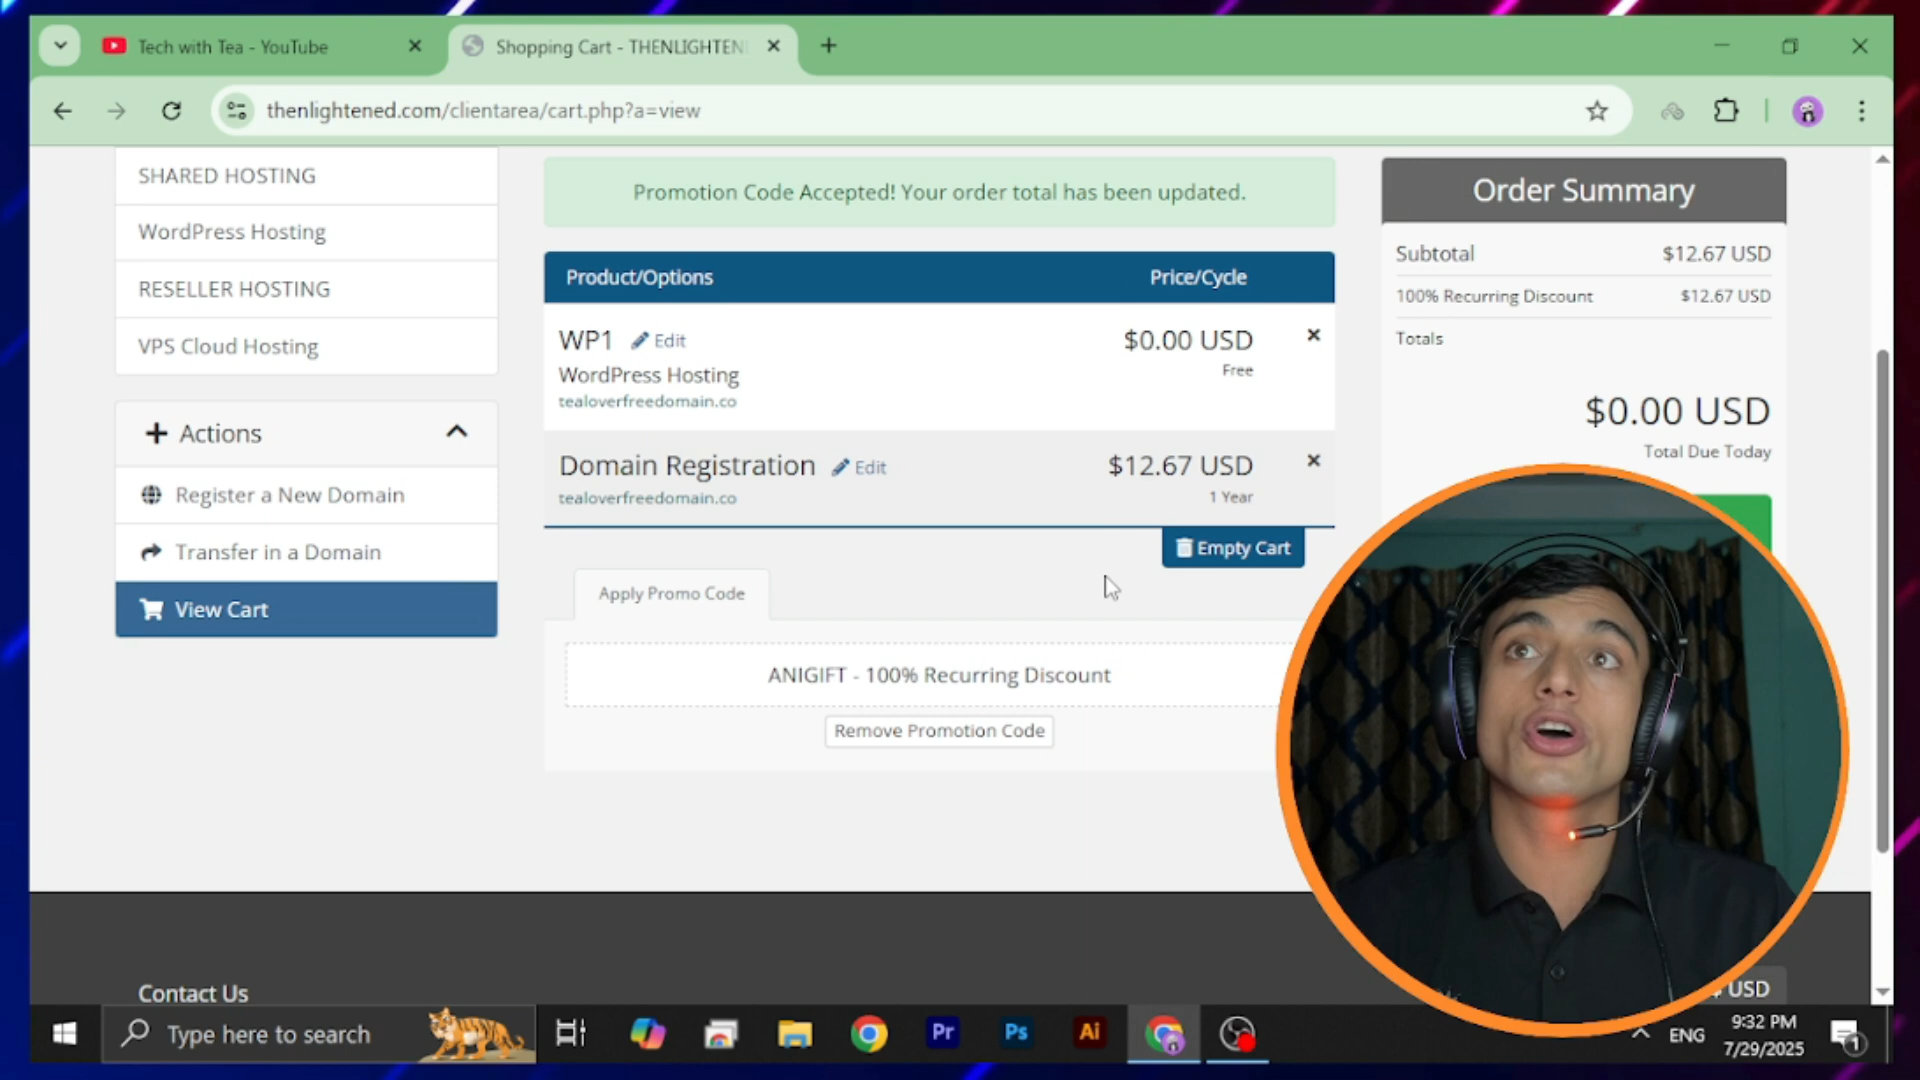 Tech with Tea - YouTube
Shopping Cart - THENLIGHTEN
thenlightened.com/clientarea/cart.php?a=view
SHARED HOSTING
WordPress Hosting
RESELLER HOSTING
VPS Cloud Hosting
Actions
Register a New Domain
Transfer in a Domain
View Cart
Promotion Code Accepted! Your order total has been updated.
Product/Options Price/Cycle
WP1 Edit $0.00 USD
WordPress Hosting Free
tealoverfreedomain.co
Domain Registration Edit $12.67 USD
tealoverfreedomain.co 1 Year
Empty Cart
Apply Promo Code
ANIGIFT - 100% Recurring Discount
Remove Promotion Code
Order Summary
Subtotal $12.67 USD
100% Recurring Discount $12.67 USD
Totals
$0.00 USD
Total Due Today
Contact Us
USD
Type here to search
Pr
Ps
Ai
ENG
9:32 PM
7/29/2025
1